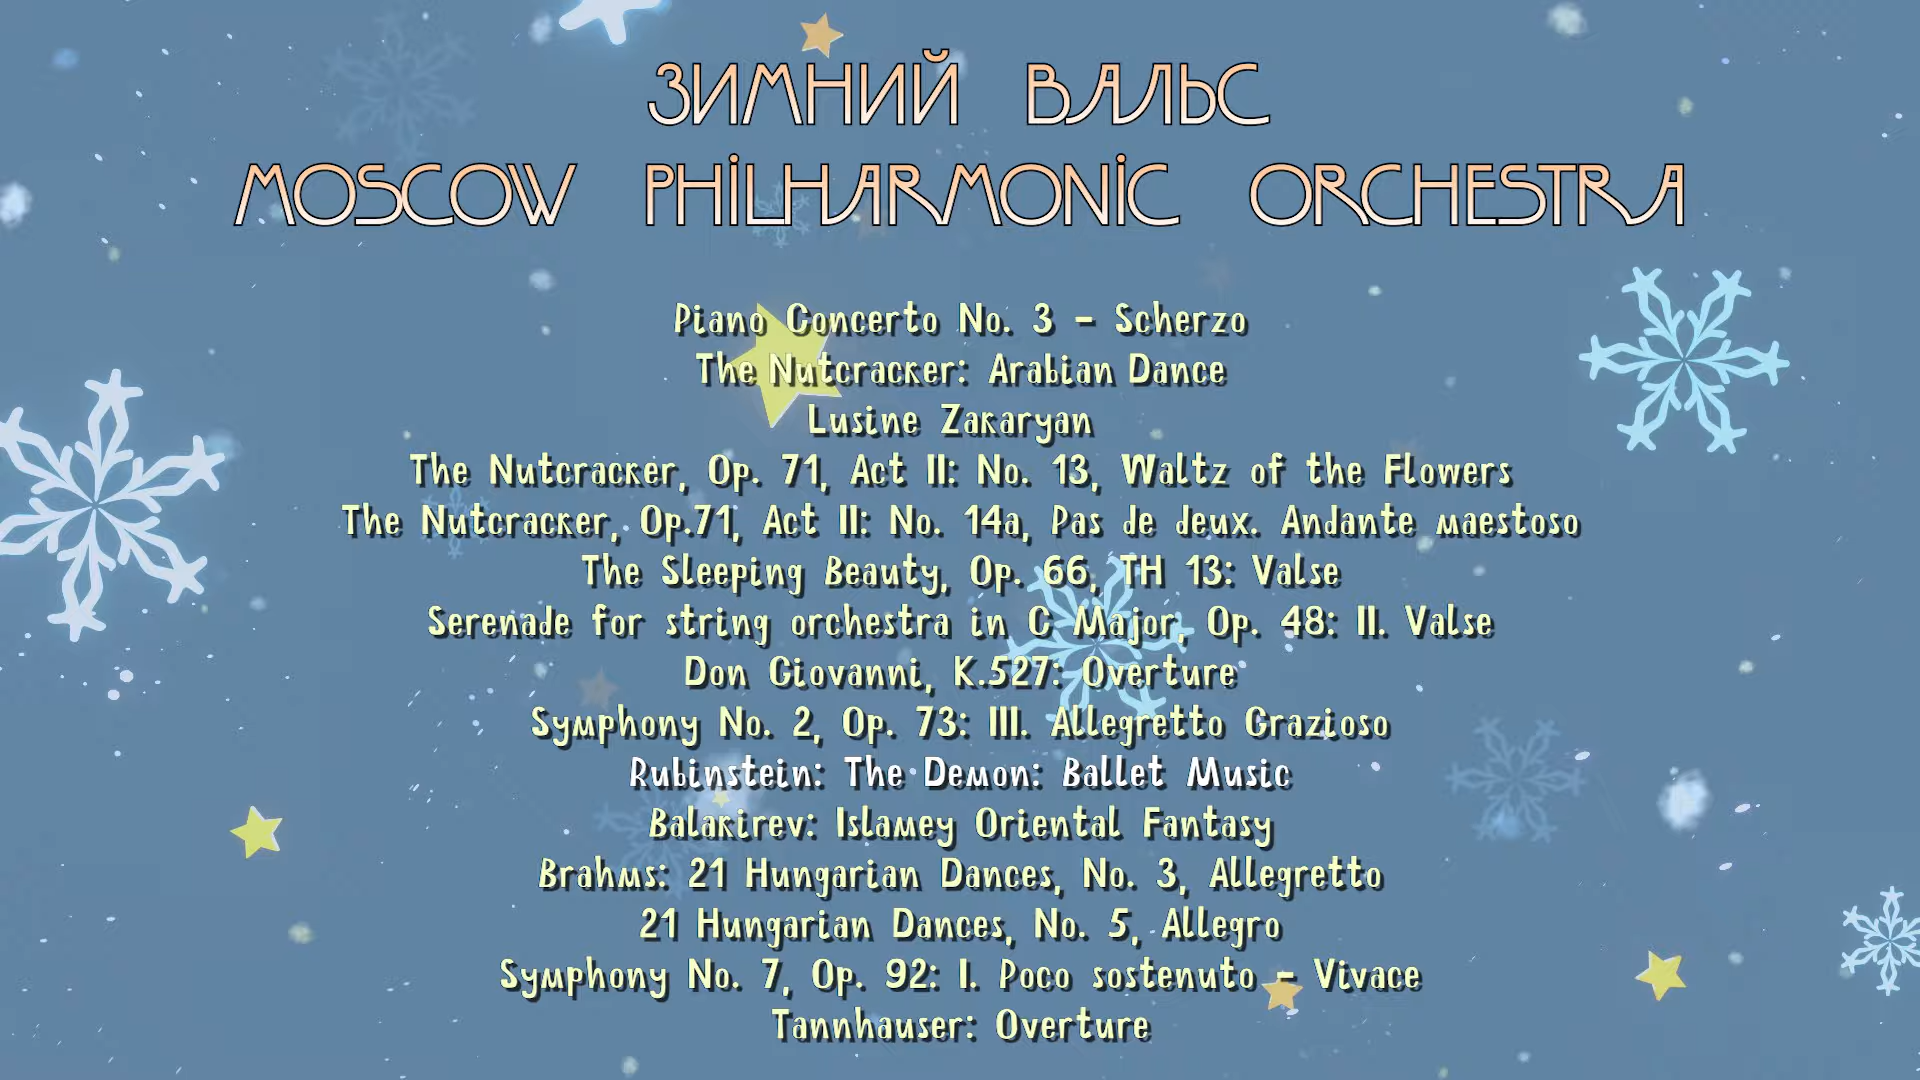 ЗИМНИЙ ВАЛЬС
MOSCOW PHILHARMONIC ORCHESTRA
Piano Concerto No. 3 - Scherzo
The Nutcracker: Arabian Dance
Lusine Zakaryan
The Nutcracker, Op. 71, Act II: No. 13, Waltz of the Flowers
The Nutcracker, Op.71, Act II: No. 14a, Pas de deux. Andante maestoso
The Sleeping Beauty, Op. 66, TH 13: Valse
Serenade for string orchestra in C Major, Op. 48: II. Valse
Don Giovanni, K.527: Overture
Symphony No. 2, Op. 73: III. Allegretto Grazioso
Rubinstein: The Demon: Ballet Music
Balakirev: Islamey Oriental Fantasy
Brahms: 21 Hungarian Dances, No. 3, Allegretto
21 Hungarian Dances, No. 5, Allegro
Symphony No. 7, Op. 92: I. Poco sostenuto - Vivace
Tannhauser: Overture